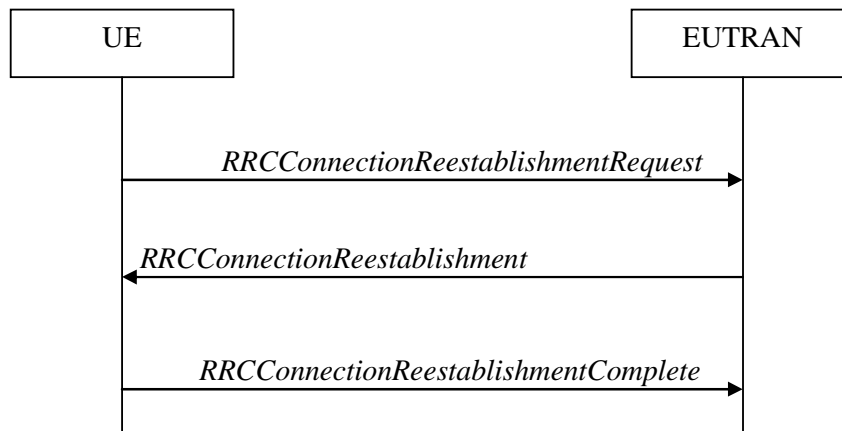 UE
EUTRAN
RRCConnectionReestablishmentRequest
RRCConnectionReestablishment
RRCConnectionReestablishmentComplete